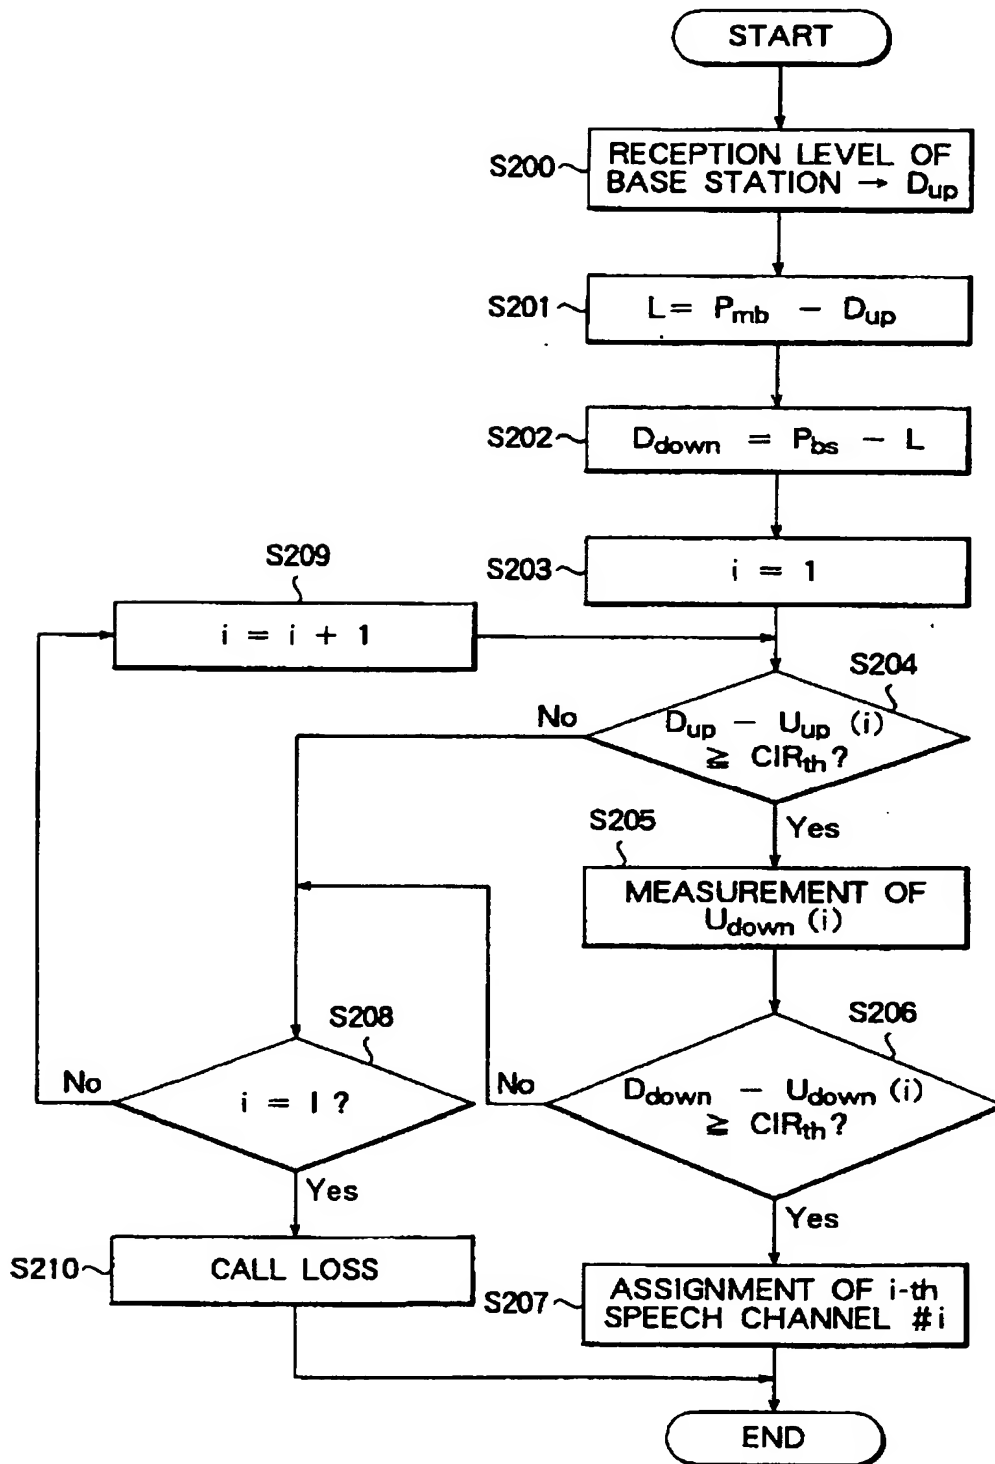 START
S200
RECEPTION LEVEL OF
BASE STATION → Dup
S201
L = Pmb - Dup
S202
Ddown = Pbs - L
S209
S203
i = 1
i = i + 1
S204
No
Dup - Uup (i)
≧ CIRth?
S205
Yes
MEASUREMENT OF
Udown (i)
S208
S206
No
i = I ?
No
Ddown - Udown (i)
≧ CIRth?
Yes
Yes
S210
CALL LOSS
S207
ASSIGNMENT OF i-th
SPEECH CHANNEL #i
END